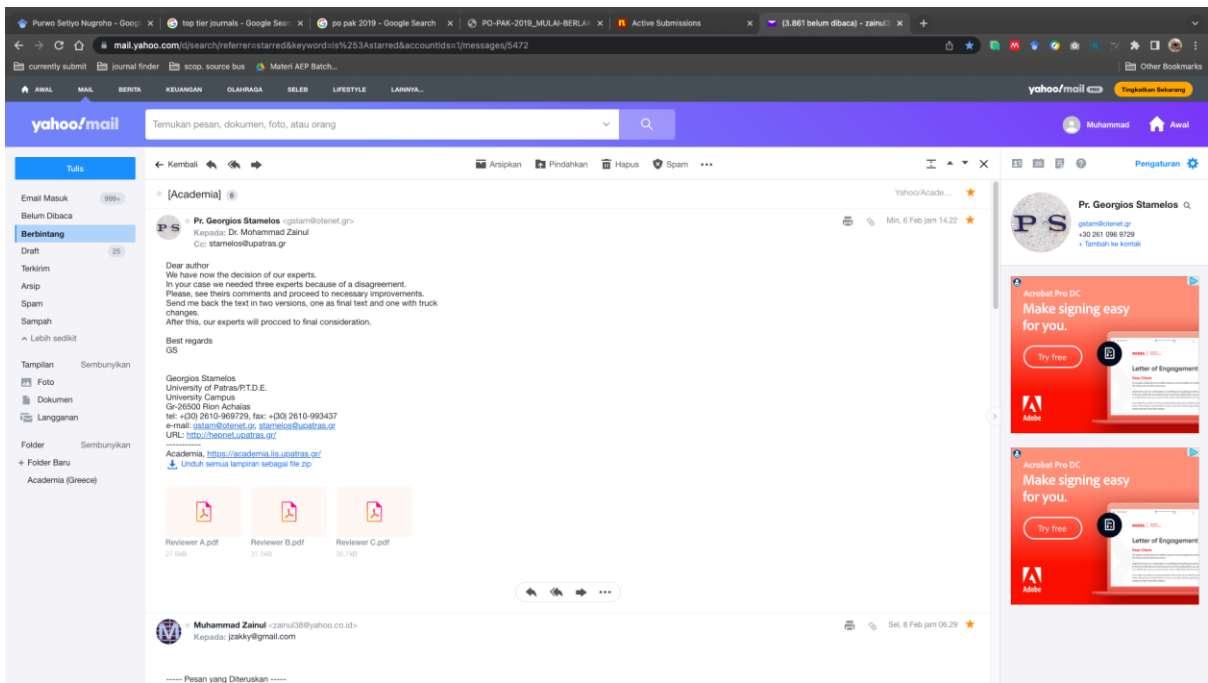 Purwo Setiyo Nugroho - Googl
top tier journals - Google Sear
po pak 2019 - Google Search
PO-PAK-2019_MULAI-BERLAK
Active Submissions
(3.861 belum dibaca) - zainul3
mail.yahoo.com/d/search/referrer=starred&keyword=is%253Astarred&accountIds=1/messages/5472
currently submit
journal finder
scop. source bus
Materi AEP Batch...
Other Bookmarks
AWAL
MAIL
BERITA
KEUANGAN
OLAHRAGA
SELEB
LIFESTYLE
LAINNYA...
yahoo!mail
Tingkatkan Sekarang
yahoo!mail
Temukan pesan, dokumen, foto, atau orang
Muhammad
Awal
Tulis
Kembali
Arsipkan
Pindahkan
Hapus
Spam
Pengaturan
Email Masuk
999+
Belum Dibaca
Berbintang
Draft
25
Terkirim
Arsip
Spam
Sampah
Lebih sedikit
Tampilan
Sembunyikan
Foto
Dokumen
Langganan
Folder
Sembunyikan
+ Folder Baru
Academia (Greece)
[Academia] 6
Yahoo/Acade...
PS
Pr. Georgios Stamelos <gstam@otenet.gr>
Kepada: Dr. Mohammad Zainul
Cc: stamelos@upatras.gr
Min, 6 Feb jam 14.22
Dear author
We have now the decision of our experts.
In your case we needed three experts because of a disagreement.
Please, see theirs comments and proceed to necessary improvements.
Send me back the text in two versions, one as final text and one with truck
changes.
After this, our experts will procced to final consideration.
Best regards
GS
Georgios Stamelos
University of Patras/P.T.D.E.
University Campus
Gr-26500 Rion Achaias
tel: +(30) 2610-969729, fax: +(30) 2610-993437
e-mail: gstam@otenet.gr, stamelos@upatras.gr
URL: http://hepnet.upatras.gr/
-----------
Academia, https://academia.lis.upatras.gr/
Unduh semua lampiran sebagai file zip
Reviewer A.pdf
27.6kB
Reviewer B.pdf
31.5kB
Reviewer C.pdf
35.7kB
Muhammad Zainul <zainul38@yahoo.co.id>
Kepada: jzakky@gmail.com
Sel, 8 Feb jam 06.29
----- Pesan yang Diteruskan -----
PS
Pr. Georgios Stamelos
gstam@otenet.gr
+30 261 096 9729
+ Tambah ke kontak
Acrobat Pro DC
Make signing easy
for you.
Try free
Letter of Engagement
Adobe
Acrobat Pro DC
Make signing easy
for you.
Try free
Letter of Engagement
Adobe